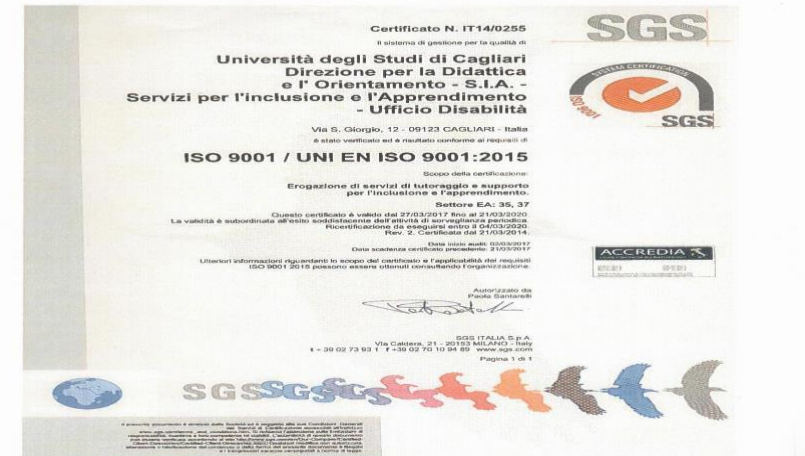 SGS
Certificato N. IT14/0255
Il sistema di gestione per la qualità di
Università degli Studi di Cagliari
Direzione per la Didattica
e l' Orientamento - S.I.A. -
Servizi per l'inclusione e l'Apprendimento
- Ufficio Disabilità
Via S. Giorgio, 12 - 09123 CAGLIARI - Italia
è stato verificato ed è risultato conforme ai requisiti di
ISO 9001 / UNI EN ISO 9001:2015
Scopo della certificazione:
Erogazione di servizi di tutoraggio e supporto
per l'inclusione e l'apprendimento.
Settore EA: 35, 37
Questo certificato è valido dal 27/03/2017 fino al 21/03/2020.
La validità è subordinata all'esito soddisfacente dell'attività di sorveglianza periodica.
Ricertificazione da eseguirsi entro il 04/03/2020.
Rev. 2. Certificata dal 21/03/2014.
Data inizio audit: 02/03/2017
Data scadenza certificato precedente: 21/03/2017
Ulteriori informazioni riguardanti lo scopo del certificato e l'applicabilità dei requisiti
ISO 9001:2015 possono essere ottenuti consultando l'organizzazione.
Autorizzato da
Paola Santarelli
SGS ITALIA S.p.A.
Via Caldera, 21 - 20153 MILANO - Italy
t + 39 02 73 93 1 f +39 02 70 10 94 89 www.sgs.com
Pagina 1 di 1
SYSTEM CERTIFICATION
ISO 9001
SGS
ACCREDIA
SGS SGS SGS